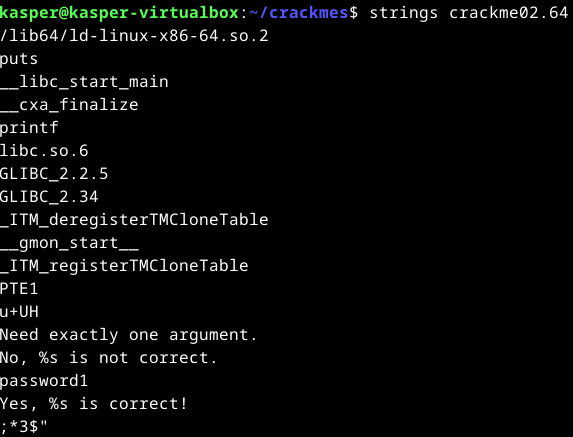 kasper@kasper-virtualbox:~/crackmes$ strings crackme02.64
/lib64/ld-linux-x86-64.so.2
puts
__libc_start_main
__cxa_finalize
printf
libc.so.6
GLIBC_2.2.5
GLIBC_2.34
_ITM_deregisterTMCloneTable
__gmon_start__
_ITM_registerTMCloneTable
PTE1
u+UH
Need exactly one argument.
No, %s is not correct.
password1
Yes, %s is correct!
;*3$"